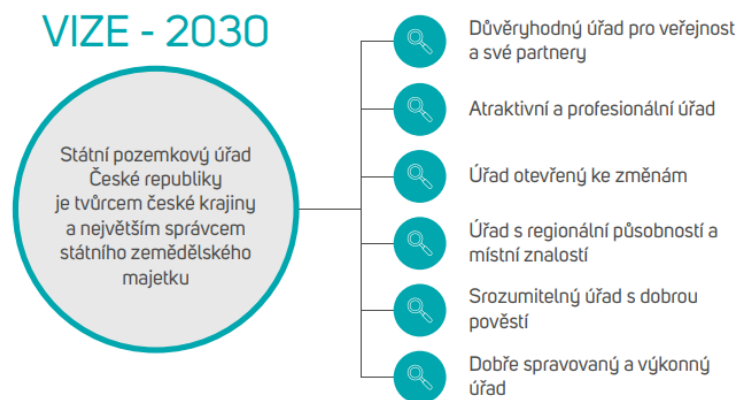 VIZE - 2030
Státní pozemkový úřad
České republiky
je tvůrcem české krajiny
a největším správcem
státního zemědělského
majetku
Důvěryhodný úřad pro veřejnost
a své partnery
Atraktivní a profesionální úřad
Úřad otevřený ke změnám
Úřad s regionální působností a
místní znalostí
Srozumitelný úřad s dobrou
pověstí
Dobře spravovaný a výkonný
úřad